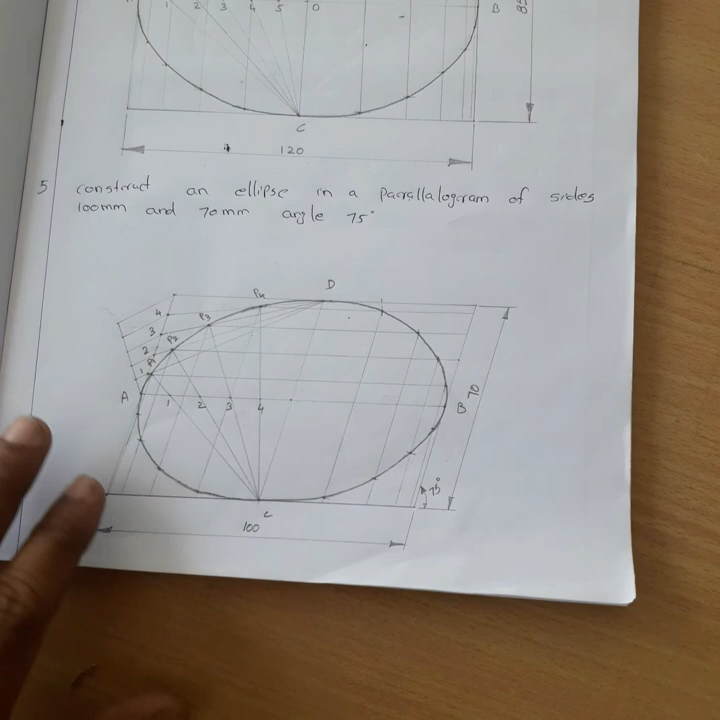 1 2 3 4 5 O B 85
C
120
5 construct an ellipse in a Parallalogram of sides
100mm and 70mm angle 75°
D
P4
4 P3
3 P2
2 P1
1
A 1 2 3 4 B 70
75°
C
100